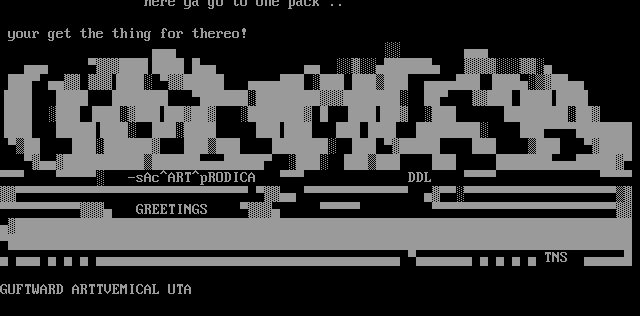 here ya go to one pack ..
your get the thing for thereo!
-sAc^ART^pRODICA DDL
GREETINGS
TNS
GUFTWARD ARTTVEMICAL UTA